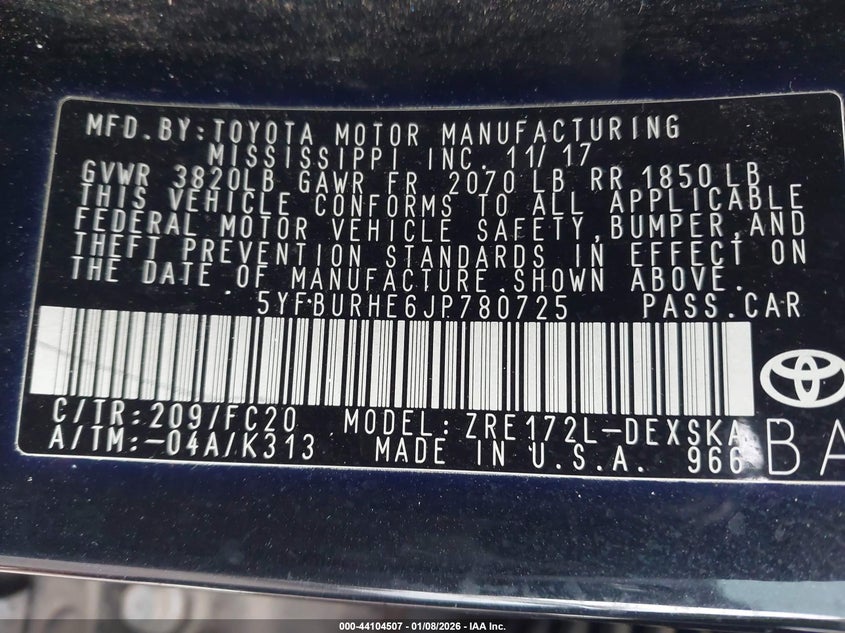 MFD.BY:TOYOTA MOTOR MANUFACTURING
MISSISSIPPI INC. 11/17
GVWR 3820LB GAWR FR 2070 LB RR 1850LB
THIS VEHICLE CONFORMS TO ALL APPLICABLE
FEDERAL MOTOR VEHICLE SAFETY,BUMPER,AND
THEFT PREVENTION STANDARDS IN EFFECT ON
THE DATE OF MANUFACTURE SHOWN ABOVE.
5YFBURHE6JP780725 PASS.CAR
C/TR:209/FC20 MODEL:ZRE172L-DEXSKA
A/TM:-04A/K313 MADE IN U.S.A. 966
BA
000-44104507 - 01/08/2026 - IAA Inc.